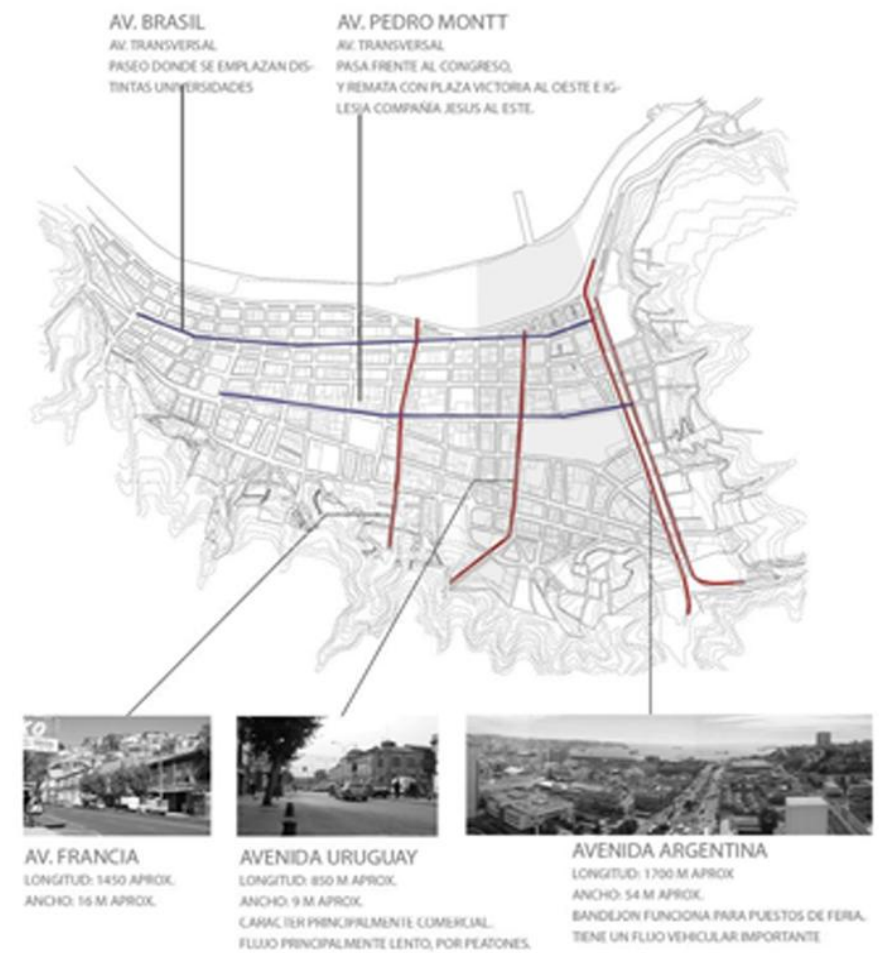 AV. BRASIL
AV. TRANSVERSAL
PASEO DONDE SE EMPLAZAN DIS-
TINTAS UNIVERSIDADES
AV. PEDRO MONTT
AV. TRANSVERSAL
PASA FRENTE AL CONGRESO,
Y REMATA CON PLAZA VICTORIA AL OESTE E IG-
LESIA COMPAÑIA JESUS AL ESTE.
AV. FRANCIA
LONGITUD: 1450 APROX.
ANCHO: 16 M APROX.
AVENIDA URUGUAY
LONGITUD: 850 M APROX.
ANCHO: 9 M APROX.
CARACTER PRINCIPALMENTE COMERCIAL.
FLUJO PRINCIPALMENTE LENTO, POR PEATONES.
AVENIDA ARGENTINA
LONGITUD: 1700 M APROX
ANCHO: 54 M APROX.
BANDEJON FUNCIONA PARA PUESTOS DE FERIA.
TIENE UN FLUJO VEHICULAR IMPORTANTE